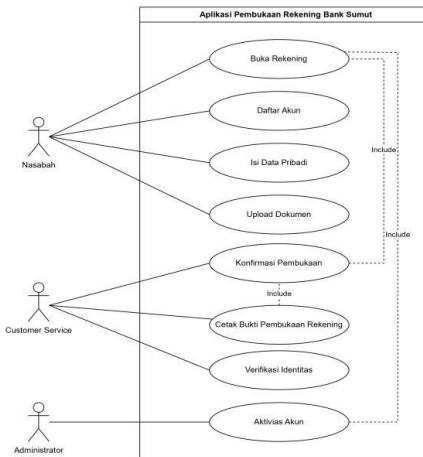 Aplikasi Pembukaan Rekening Bank Sumut
Buka Rekening
Daftar Akun
Nasabah
Include
Isi Data Pribadi
Upload Dokumen
Include
Konfirmasi Pembukaan
Include
Customer Service
Cetak Bukti Pembukaan Rekening
Verifikasi Identitas
Aktivias Akun
Administrator